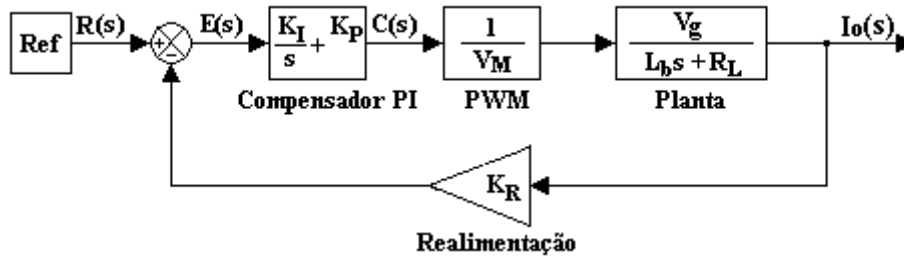 Ref
R(s)
+
−
E(s)
K_I
s
+ K_P
Compensador PI
C(s)
1
V_M
PWM
V_g
L_b s + R_L
Planta
Io(s)
K_R
Realimentação